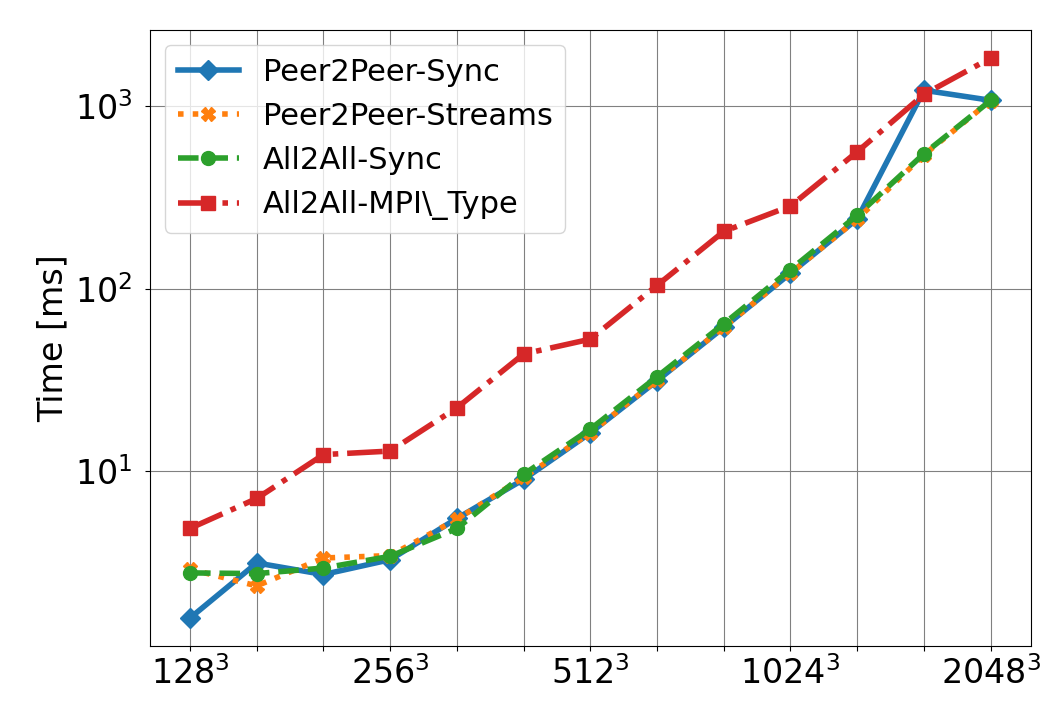 Peer2Peer-Sync
Peer2Peer-Streams
All2All-Sync
All2All-MPI\_Type
Time [ms]
10³
10²
10¹
128³ 256³ 512³ 1024³ 2048³